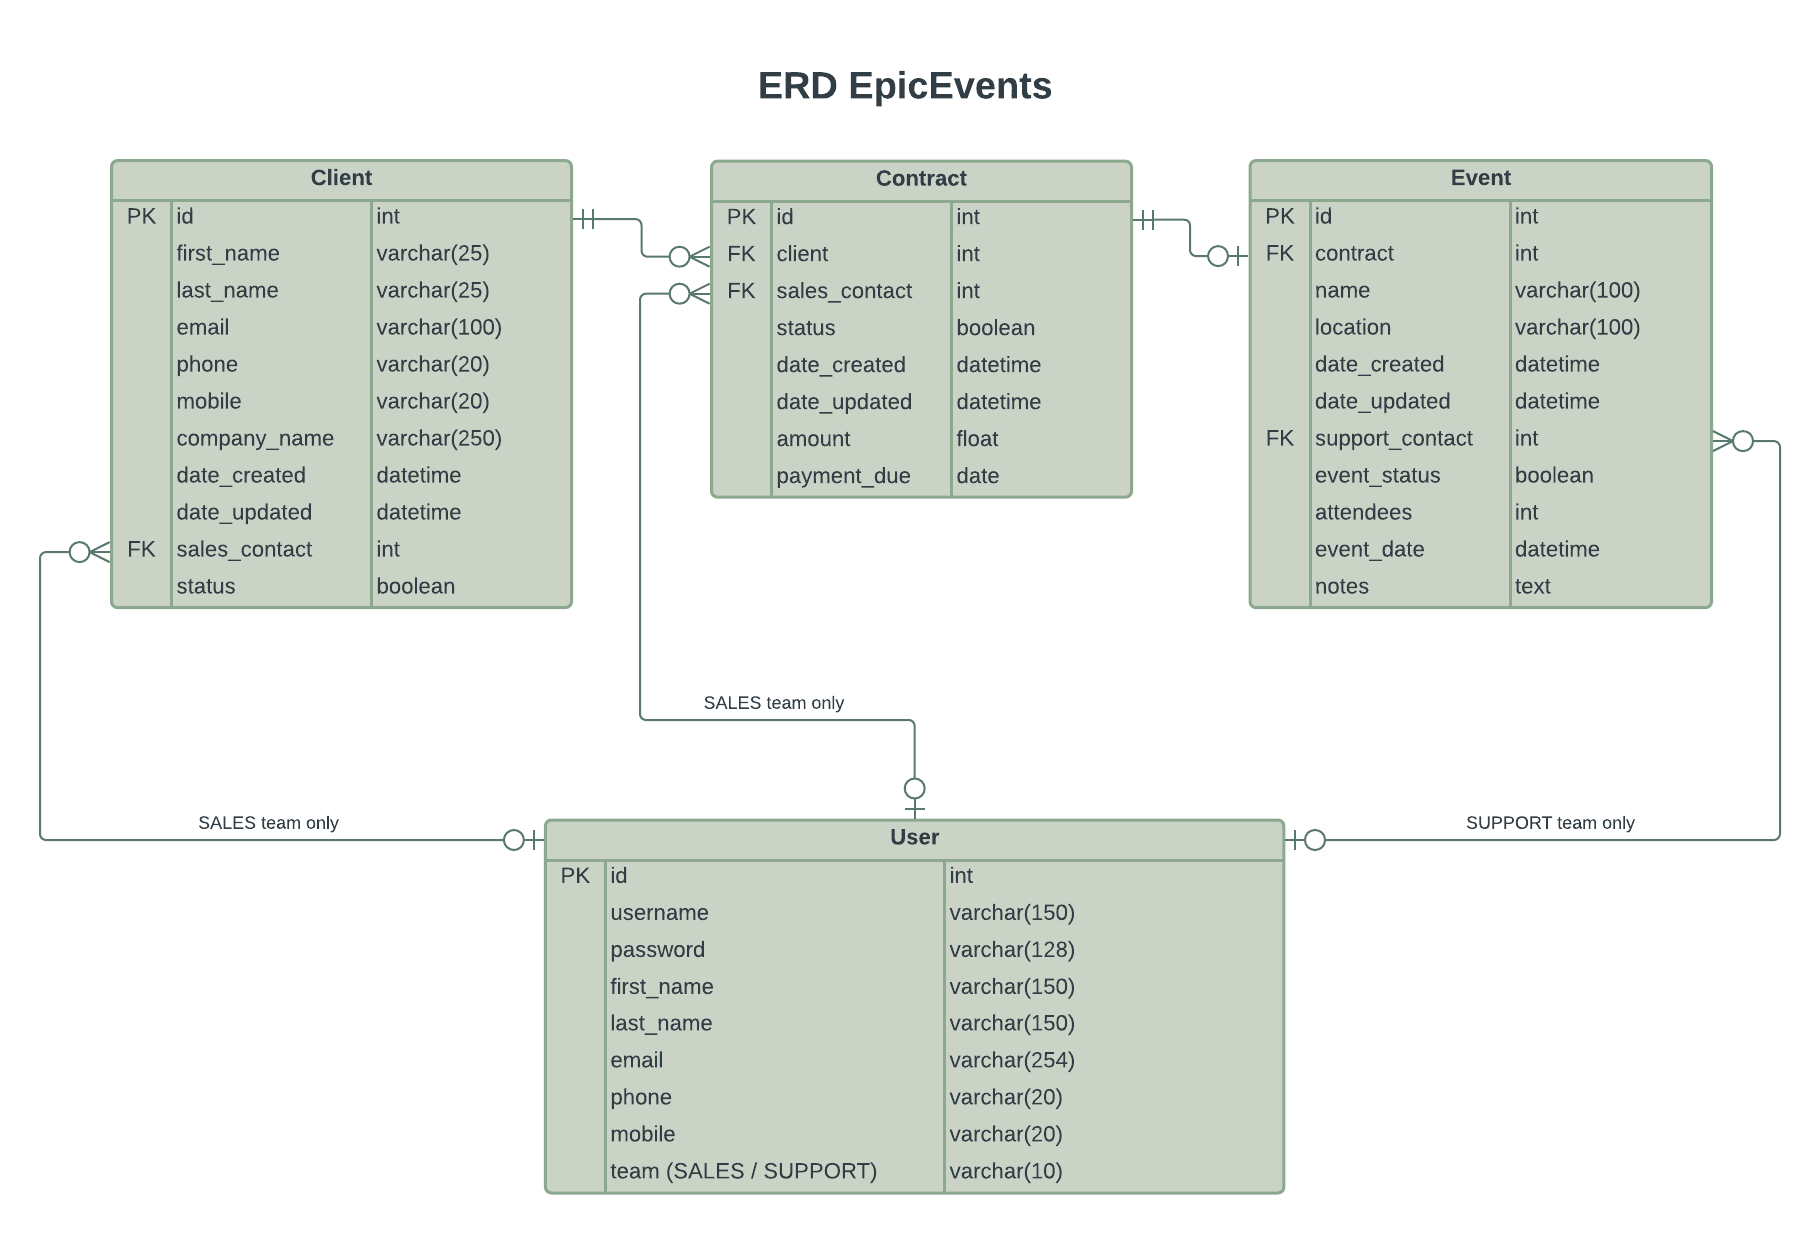 ERD EpicEvents
Client
PK id int
first_name varchar(25)
last_name varchar(25)
email varchar(100)
phone varchar(20)
mobile varchar(20)
company_name varchar(250)
date_created datetime
date_updated datetime
FK sales_contact int
status boolean
Contract
PK id int
FK client int
FK sales_contact int
status boolean
date_created datetime
date_updated datetime
amount float
payment_due date
Event
PK id int
FK contract int
name varchar(100)
location varchar(100)
date_created datetime
date_updated datetime
FK support_contact int
event_status boolean
attendees int
event_date datetime
notes text
SALES team only
SALES team only
SUPPORT team only
User
PK id int
username varchar(150)
password varchar(128)
first_name varchar(150)
last_name varchar(150)
email varchar(254)
phone varchar(20)
mobile varchar(20)
team (SALES / SUPPORT) varchar(10)